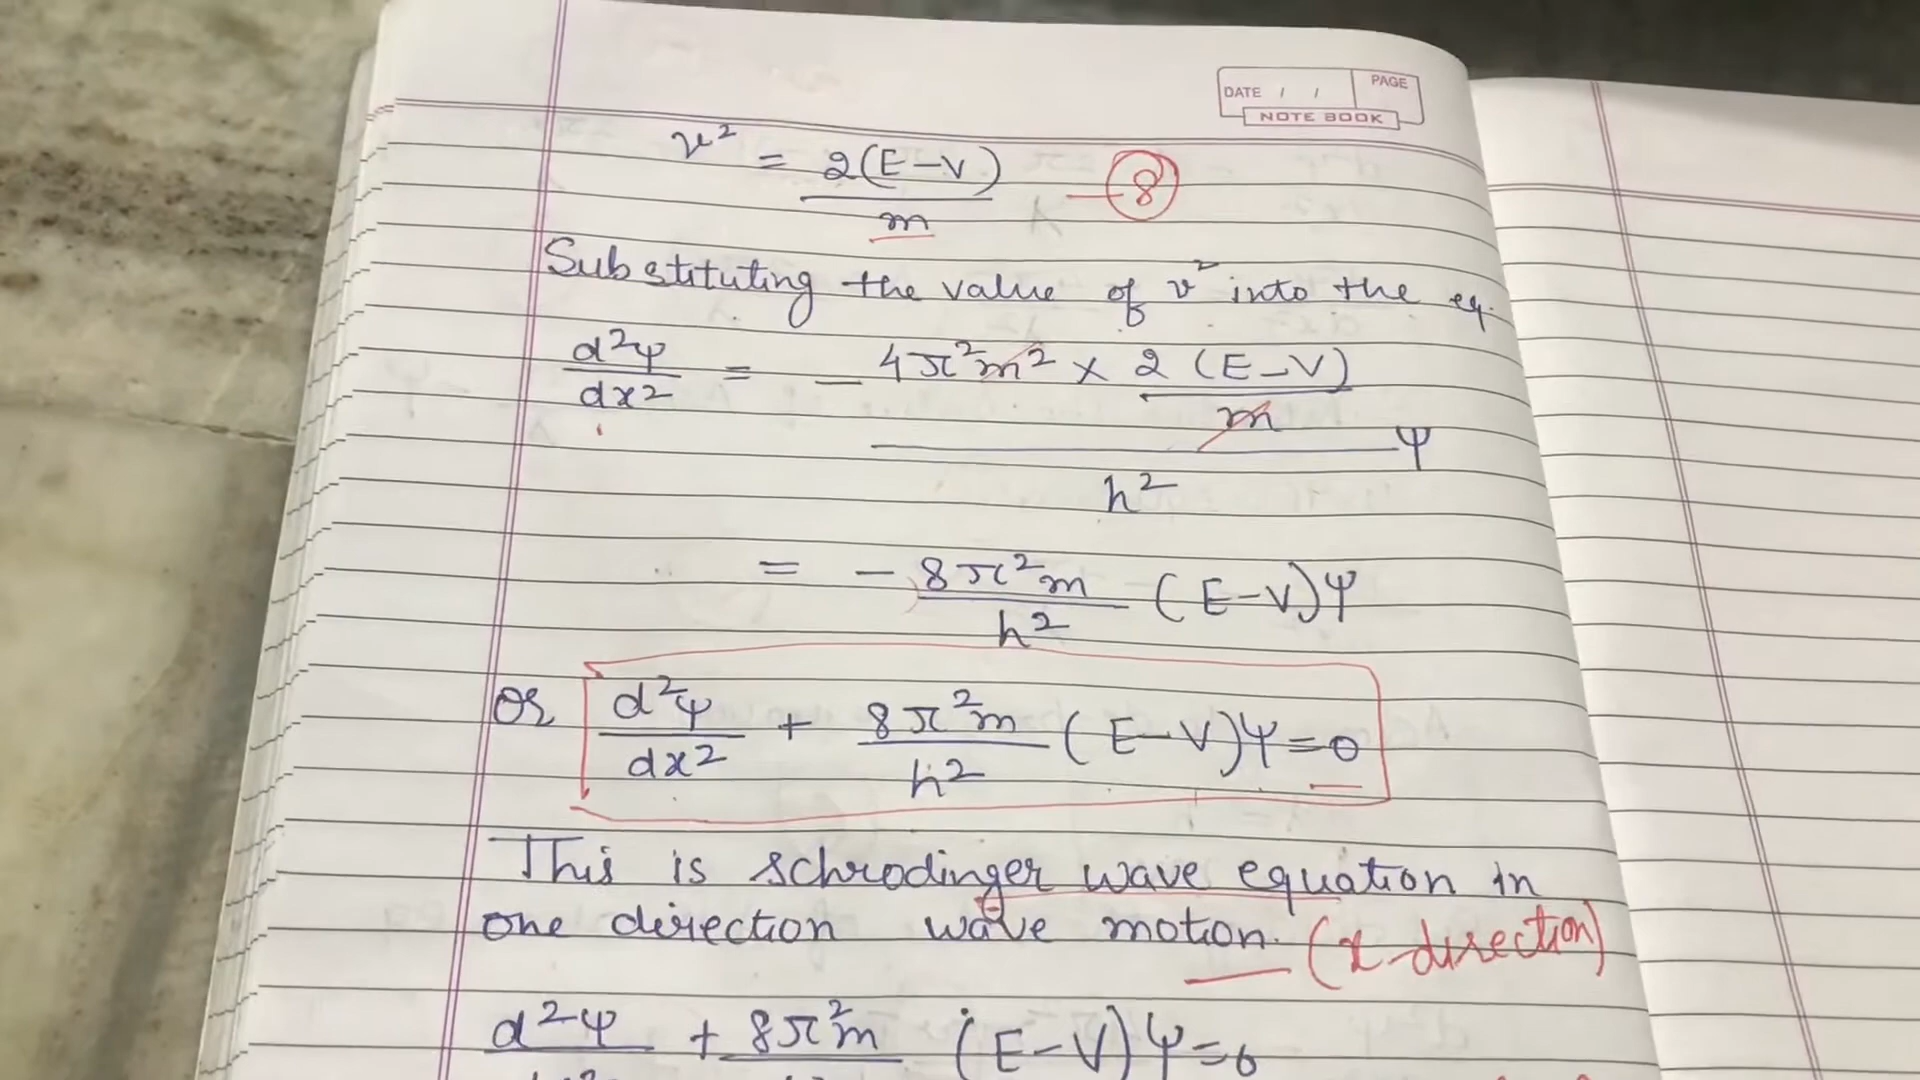 DATE / / PAGE
NOTE BOOK
v² = 2(E-V)/m — 8
Substituting the value of v² into the eq.
d²ψ/dx² = - 4π²m² × 2(E-V)/m / h² ψ
= - 8π²m/h² (E-V)ψ
or d²ψ/dx² + 8π²m/h² (E-V)ψ=0
This is schrodinger wave equation in
one direction wave motion. (x-direction)
d²ψ + 8π²m (E-V)ψ=0